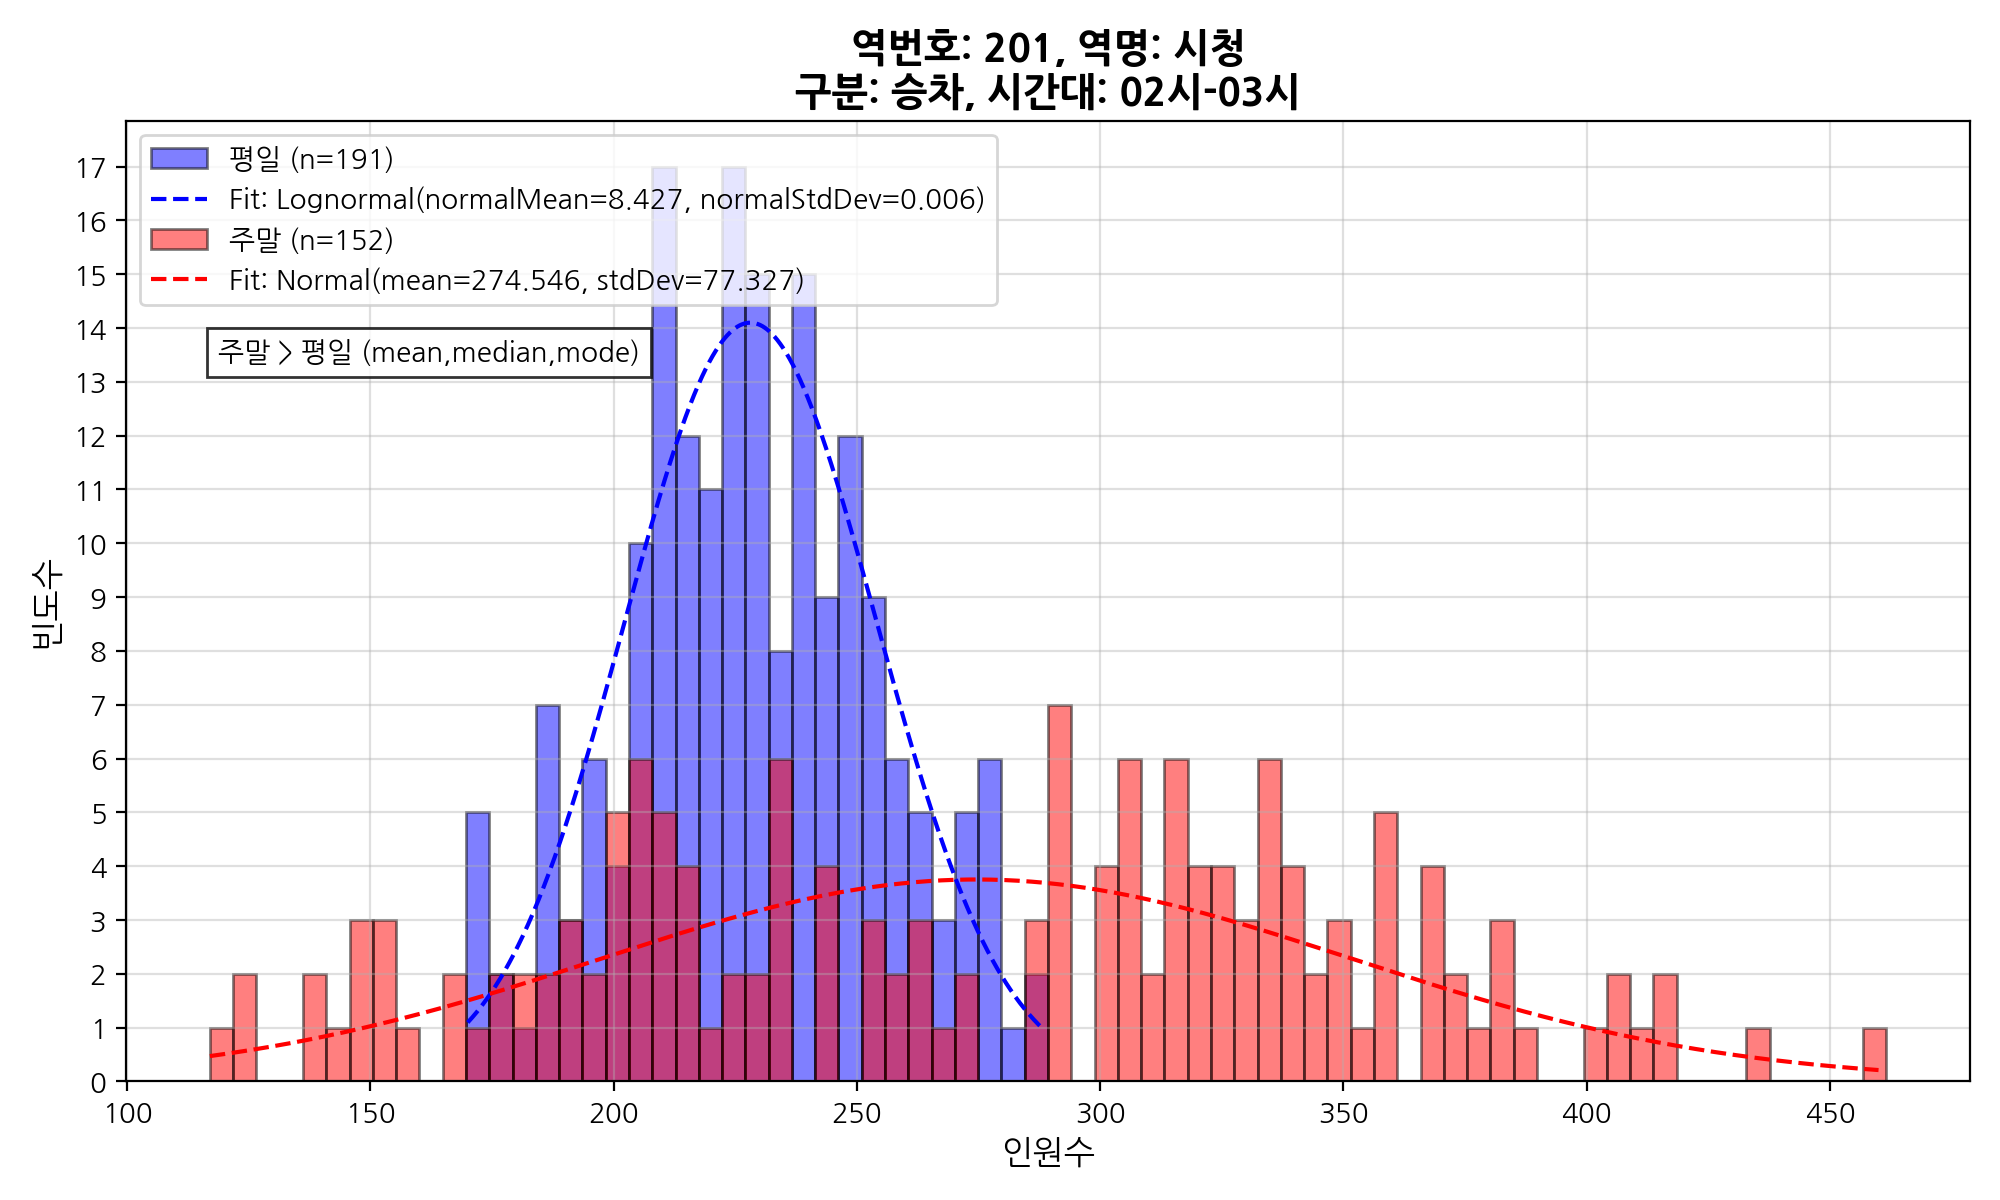 역번호: 201, 역명: 시청
구분: 승차, 시간대: 02시-03시
평일 (n=191)
Fit: Lognormal(normalMean=8.427, normalStdDev=0.006)
주말 (n=152)
Fit: Normal(mean=274.546, stdDev=77.327)
주말 > 평일 (mean,median,mode)
빈도수
17
16
15
14
13
12
11
10
9
8
7
6
5
4
3
2
1
0
100 150 200 250 300 350 400 450
인원수